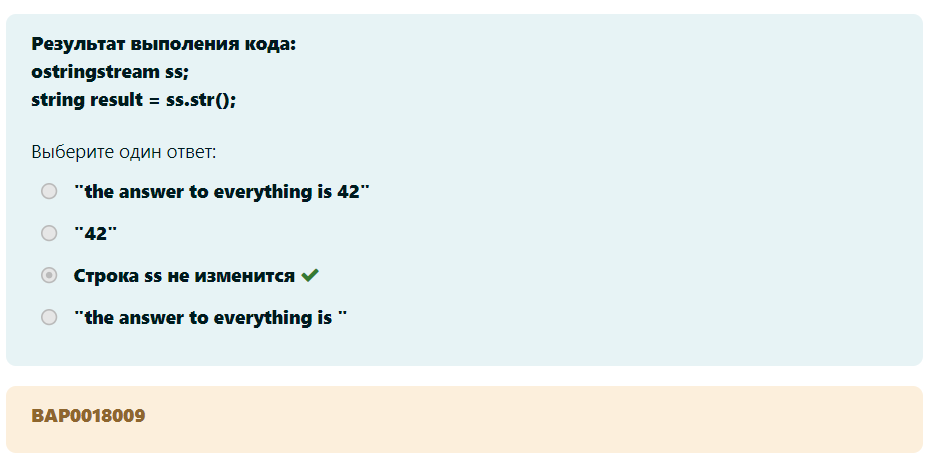 Результат выполения кода:
ostringstream ss;
string result = ss.str();
Выберите один ответ:
¨the answer to everything is 42¨
¨42¨
Строка ss не изменится
¨the answer to everything is ¨
BAP0018009